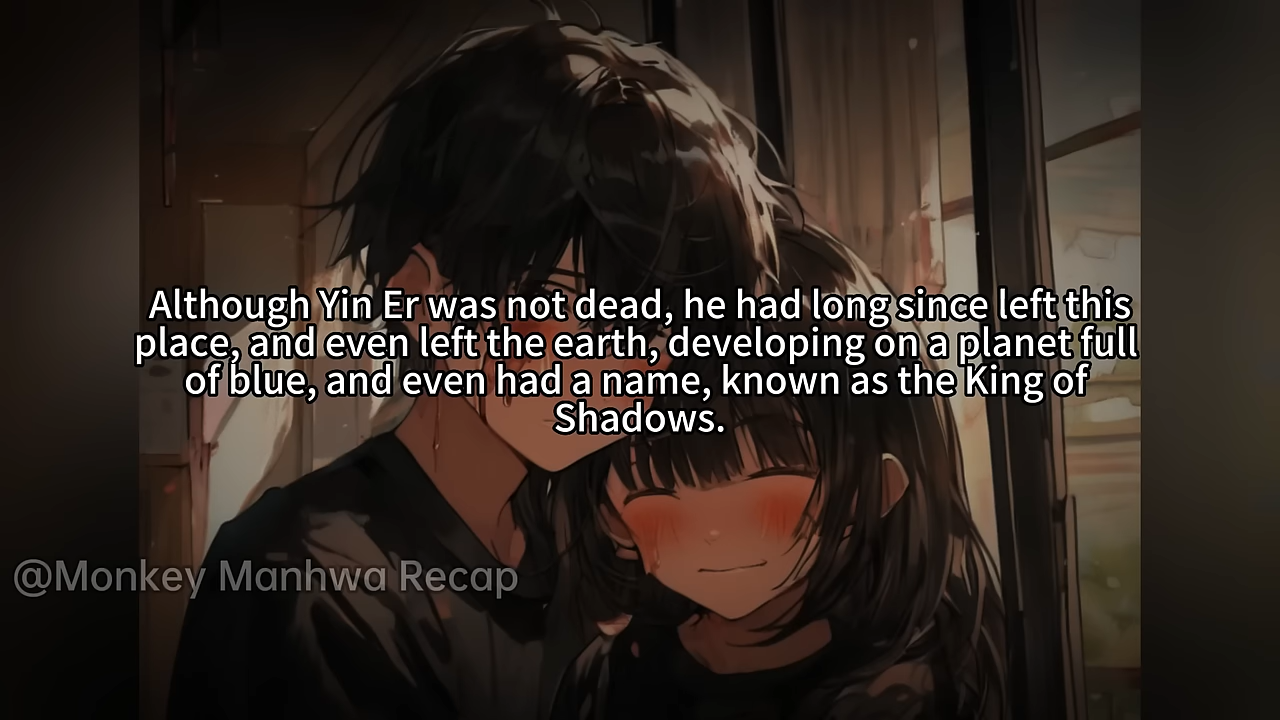 Although Yin Er was not dead, he had long since left this
place, and even left the earth, developing on a planet full
of blue, and even had a name, known as the King of
Shadows.
@Monkey Manhwa Recap